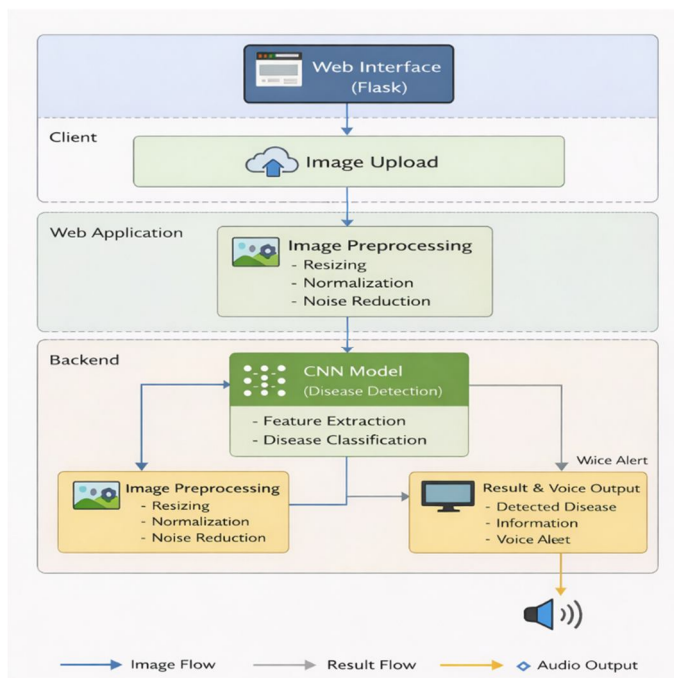 Web Interface
(Flask)
Client
Image Upload
Web Application
Image Preprocessing
- Resizing
- Normalization
- Noise Reduction
Backend
CNN Model
(Disease Detection)
- Feature Extraction
- Disease Classification
Wiice Alert
Image Preprocessing
- Resizing
- Normalization
- Noise Reduction
Result & Voice Output
- Detected Disease
- Information
- Voice Alert
Image Flow
Result Flow
Audio Output